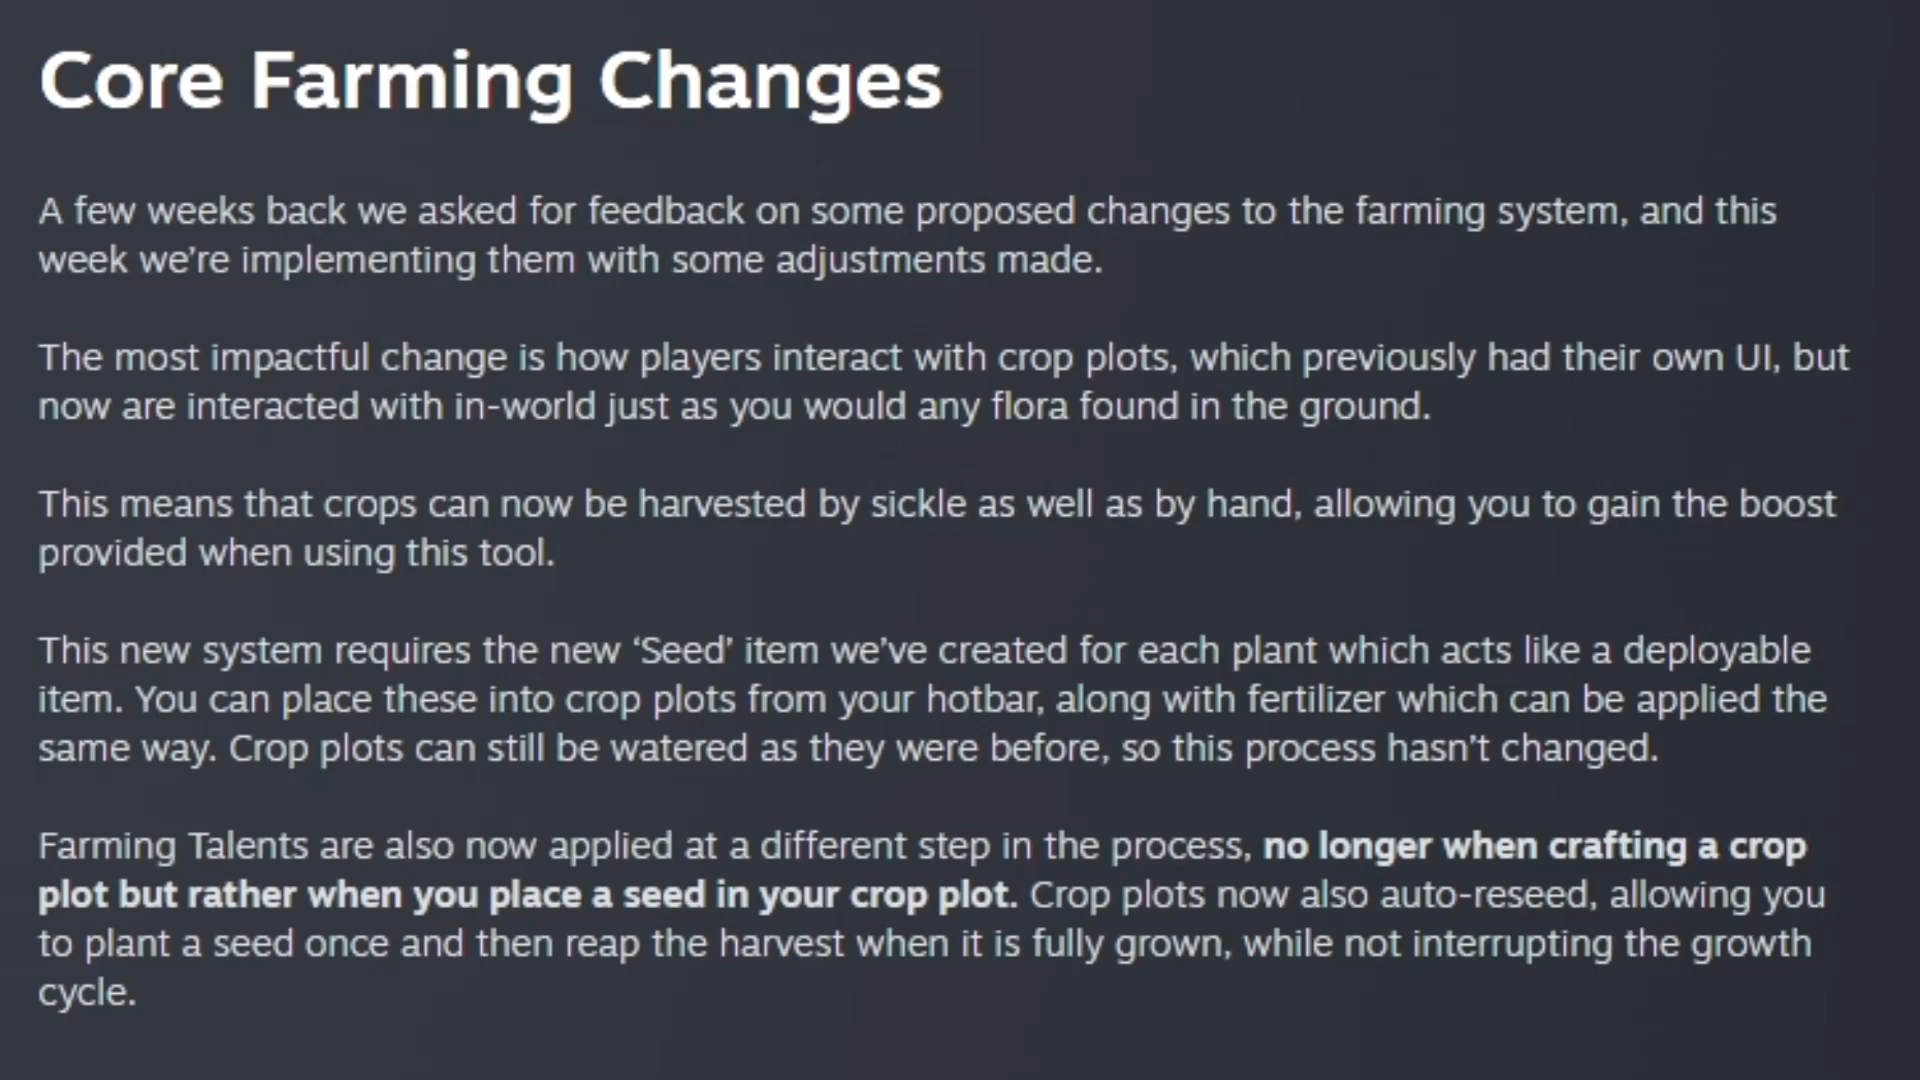 Core Farming Changes
A few weeks back we asked for feedback on some proposed changes to the farming system, and this
week we’re implementing them with some adjustments made.
The most impactful change is how players interact with crop plots, which previously had their own UI, but
now are interacted with in-world just as you would any flora found in the ground.
This means that crops can now be harvested by sickle as well as by hand, allowing you to gain the boost
provided when using this tool.
This new system requires the new ‘Seed’ item we’ve created for each plant which acts like a deployable
item. You can place these into crop plots from your hotbar, along with fertilizer which can be applied the
same way. Crop plots can still be watered as they were before, so this process hasn’t changed.
Farming Talents are also now applied at a different step in the process, no longer when crafting a crop
plot but rather when you place a seed in your crop plot. Crop plots now also auto-reseed, allowing you
to plant a seed once and then reap the harvest when it is fully grown, while not interrupting the growth
cycle.